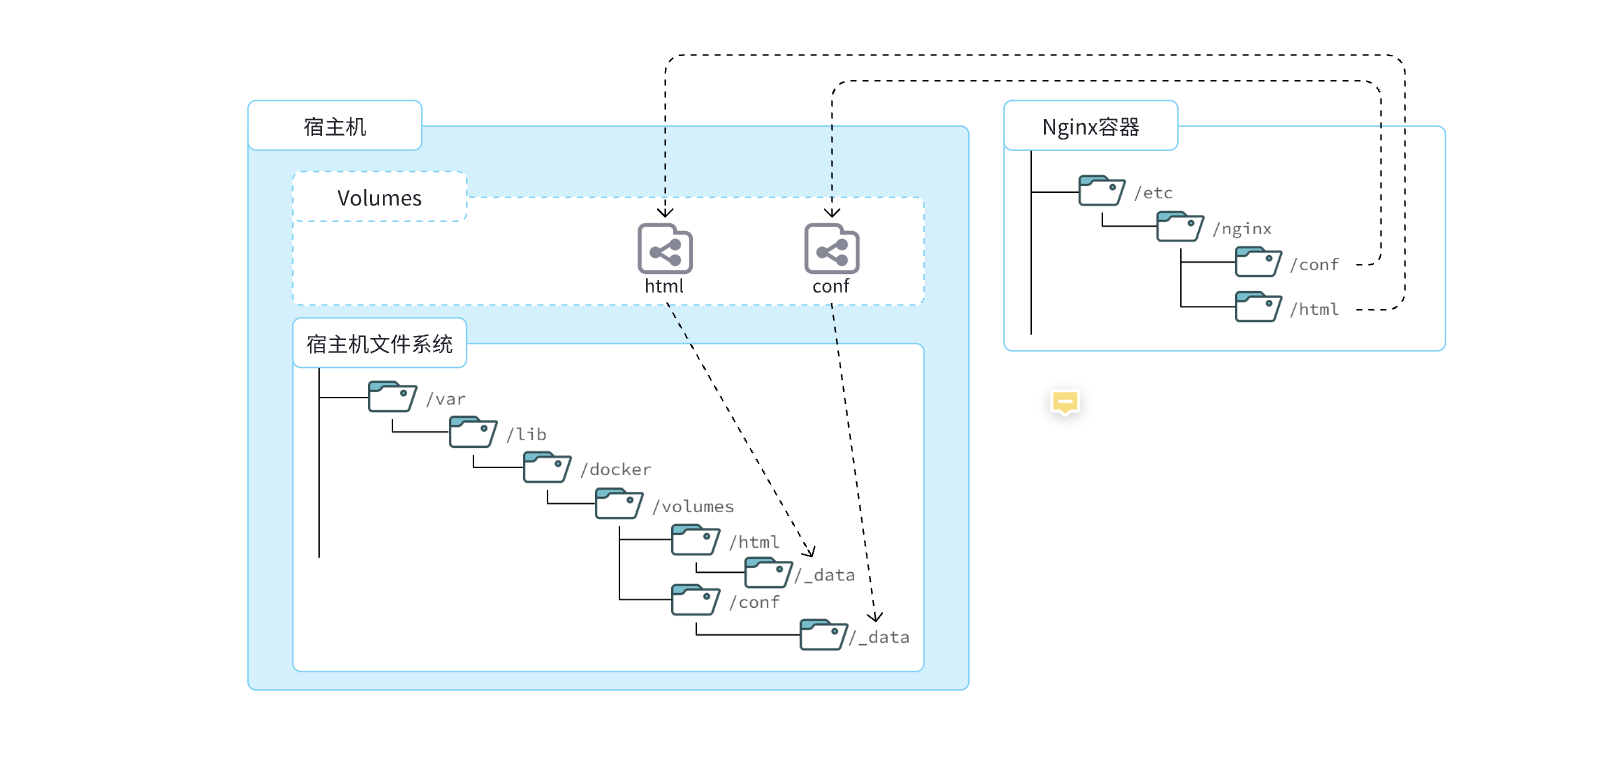 宿主机
Nginx容器
Volumes
html
conf
/etc
/nginx
/conf
/html
宿主机文件系统
/var
/lib
/docker
/volumes
/html
/_data
/conf
/_data